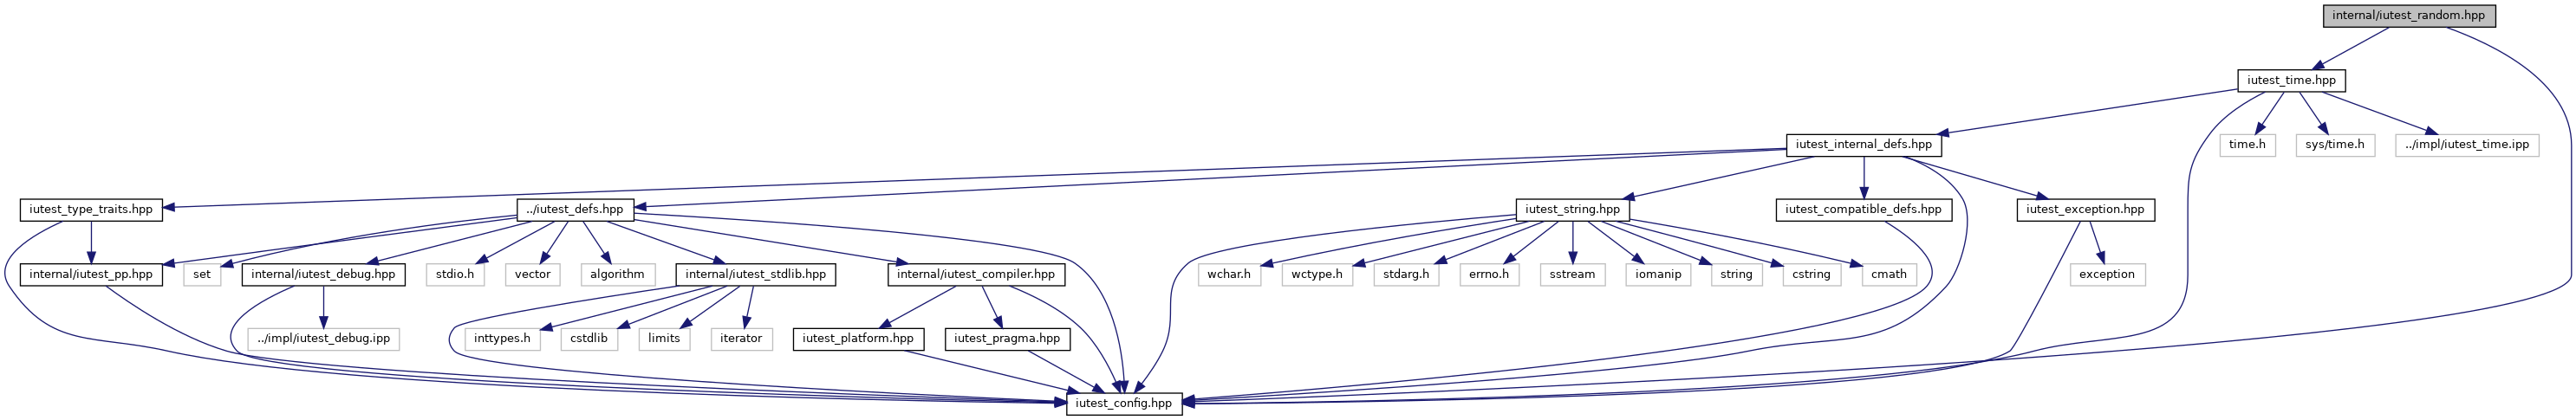 internal/iutest_random.hpp
iutest_time.hpp
iutest_internal_defs.hpp
time.h
sys/time.h
../impl/iutest_time.ipp
iutest_type_traits.hpp
../iutest_defs.hpp
iutest_string.hpp
iutest_compatible_defs.hpp
iutest_exception.hpp
internal/iutest_pp.hpp
set
internal/iutest_debug.hpp
stdio.h
vector
algorithm
internal/iutest_stdlib.hpp
internal/iutest_compiler.hpp
wchar.h
wctype.h
stdarg.h
errno.h
sstream
iomanip
string
cstring
cmath
exception
../impl/iutest_debug.ipp
inttypes.h
cstdlib
limits
iterator
iutest_platform.hpp
iutest_pragma.hpp
iutest_config.hpp